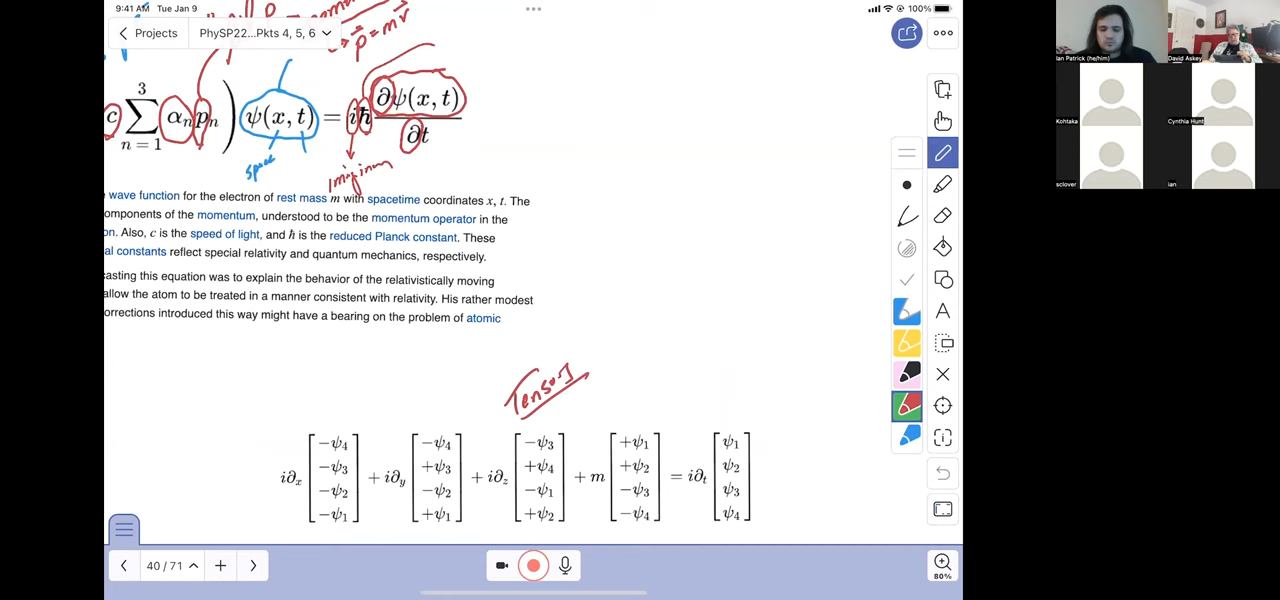 9:41 AM Tue Jan 9
100%
Projects
PhySP22...Pkts 4, 5, 6
p⃗ = m v⃗
c ∑ₙ₌₁³ αₙpₙ ) ψ(x, t) = iħ ∂ψ(x, t)/∂t
space
imaginary
wave function for the electron of rest mass m with spacetime coordinates x, t. The
omponents of the momentum, understood to be the momentum operator in the
on. Also, c is the speed of light, and ħ is the reduced Planck constant. These
al constants reflect special relativity and quantum mechanics, respectively.
casting this equation was to explain the behavior of the relativistically moving
allow the atom to be treated in a manner consistent with relativity. His rather modest
orrections introduced this way might have a bearing on the problem of atomic
Tensors
i∂ₓ [−ψ₄ −ψ₃ −ψ₂ −ψ₁] + i∂ᵧ [−ψ₄ +ψ₃ −ψ₂ +ψ₁] + i∂_z [−ψ₃ +ψ₄ −ψ₁ +ψ₂] + m [+ψ₁ +ψ₂ −ψ₃ −ψ₄] = i∂ₜ [ψ₁ ψ₂ ψ₃ ψ₄]
40 / 71
80%
Ian Patrick (he/him)
David Askey
Kohtaka
Cynthia Hunt
sclover
ian